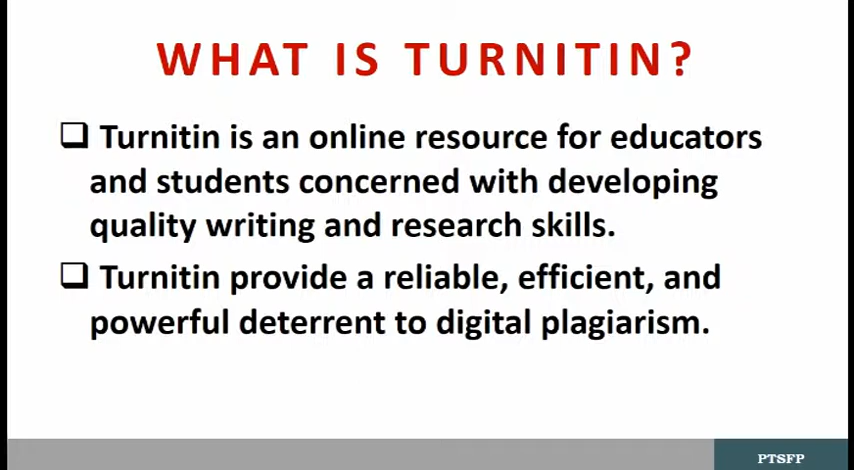 WHAT IS TURNITIN?
Turnitin is an online resource for educators
and students concerned with developing
quality writing and research skills.
Turnitin provide a reliable, efficient, and
powerful deterrent to digital plagiarism.
PTSFP